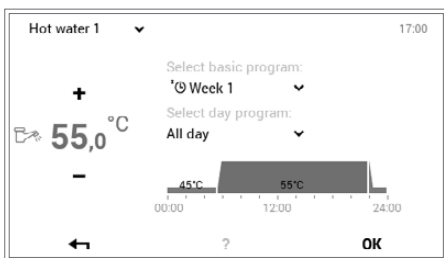 Hot water 1
17:00
Select basic program:
Week 1
+
Select day program:
55,0 °C
All day
−
45°C 55°C
00:00 12:00 24:00
? OK